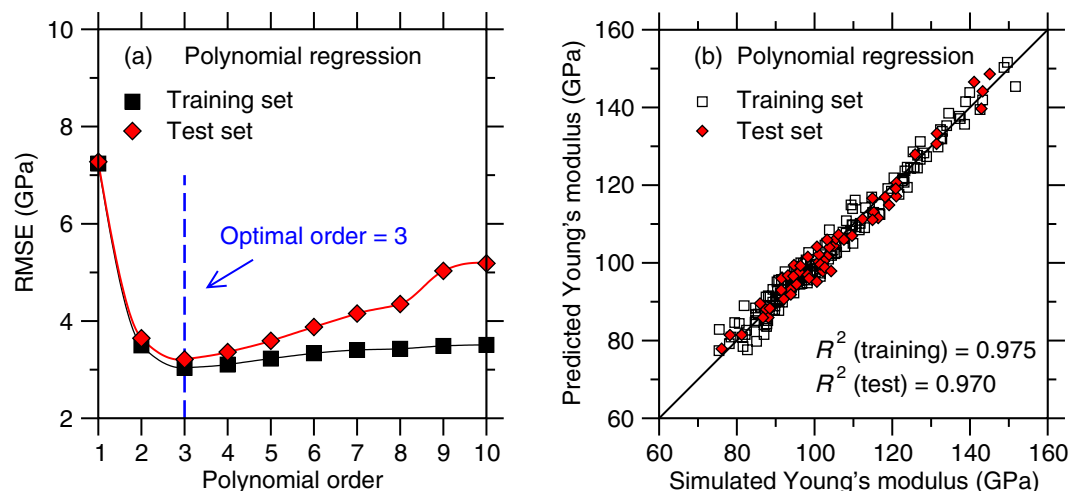 (a) Polynomial regression
Training set
Test set
Optimal order = 3
RMSE (GPa)
10
8
6
4
2
1 2 3 4 5 6 7 8 9 10
Polynomial order
(b) Polynomial regression
Training set
Test set
R² (training) = 0.975
R² (test) = 0.970
Predicted Young's modulus (GPa)
160
140
120
100
80
60
60 80 100 120 140 160
Simulated Young's modulus (GPa)